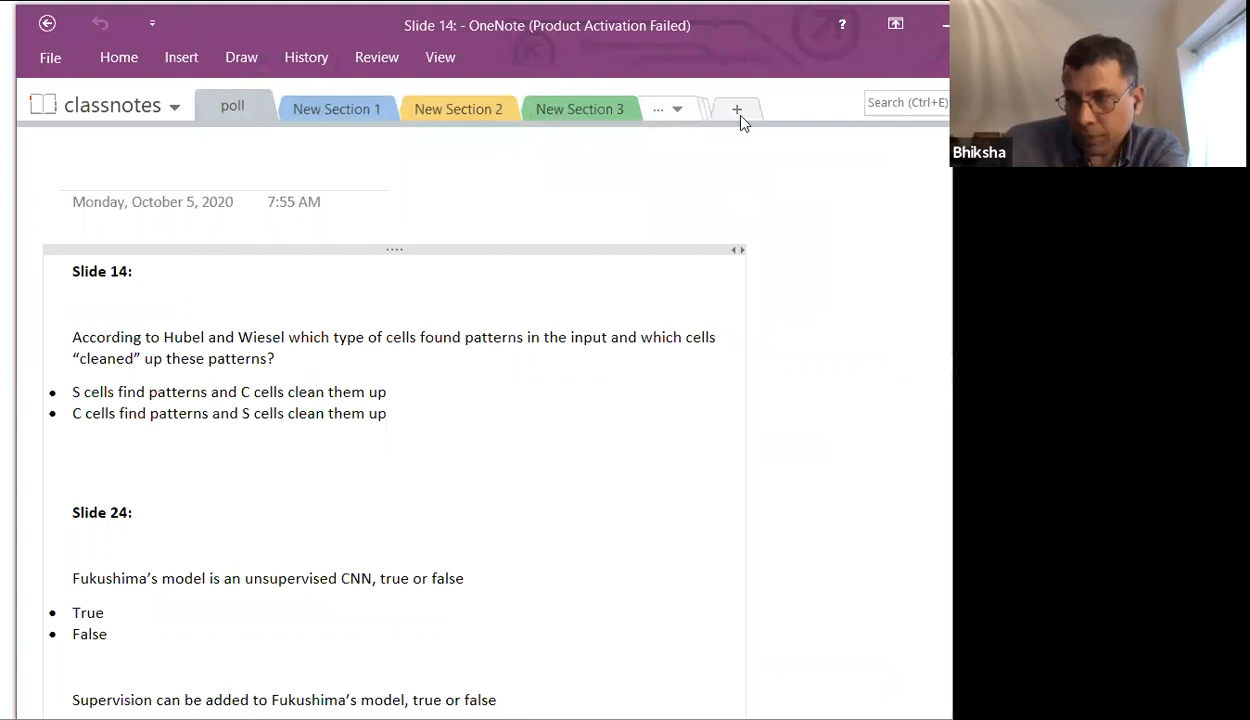 Slide 14: - OneNote (Product Activation Failed)
?
File Home Insert Draw History Review View
classnotes poll New Section 1 New Section 2 New Section 3 ... + Search (Ctrl+E)
Bhiksha
Monday, October 5, 2020 7:55 AM
Slide 14:
According to Hubel and Wiesel which type of cells found patterns in the input and which cells
“cleaned” up these patterns?
• S cells find patterns and C cells clean them up
• C cells find patterns and S cells clean them up
Slide 24:
Fukushima’s model is an unsupervised CNN, true or false
• True
• False
Supervision can be added to Fukushima’s model, true or false